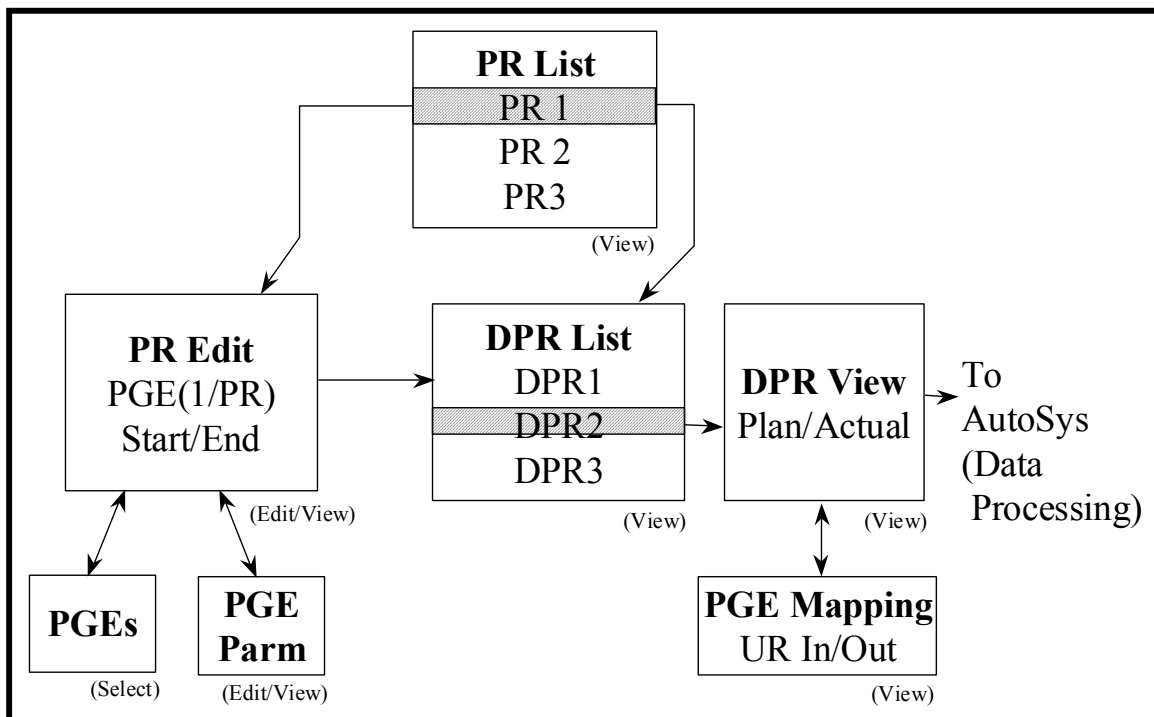 PR List
PR 1
PR 2
PR3
(View)
PR Edit
PGE(1/PR)
Start/End
(Edit/View)
DPR List
DPR1
DPR2
DPR3
(View)
DPR View
Plan/Actual
(View)
To
AutoSys
(Data
Processing)
PGEs
(Select)
PGE
Parm
(Edit/View)
PGE Mapping
UR In/Out
(View)